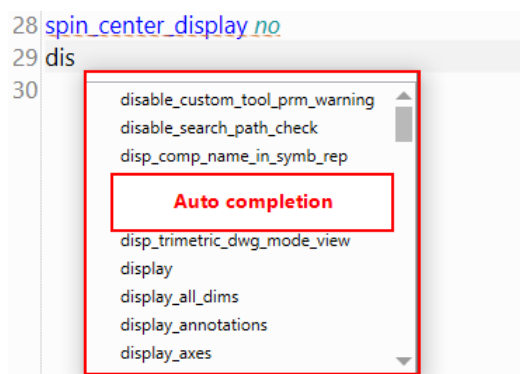 28 spin_center_display no
29 dis
30
disable_custom_tool_prm_warning
disable_search_path_check
disp_comp_name_in_symb_rep
Auto completion
disp_trimetric_dwg_mode_view
display
display_all_dims
display_annotations
display_axes